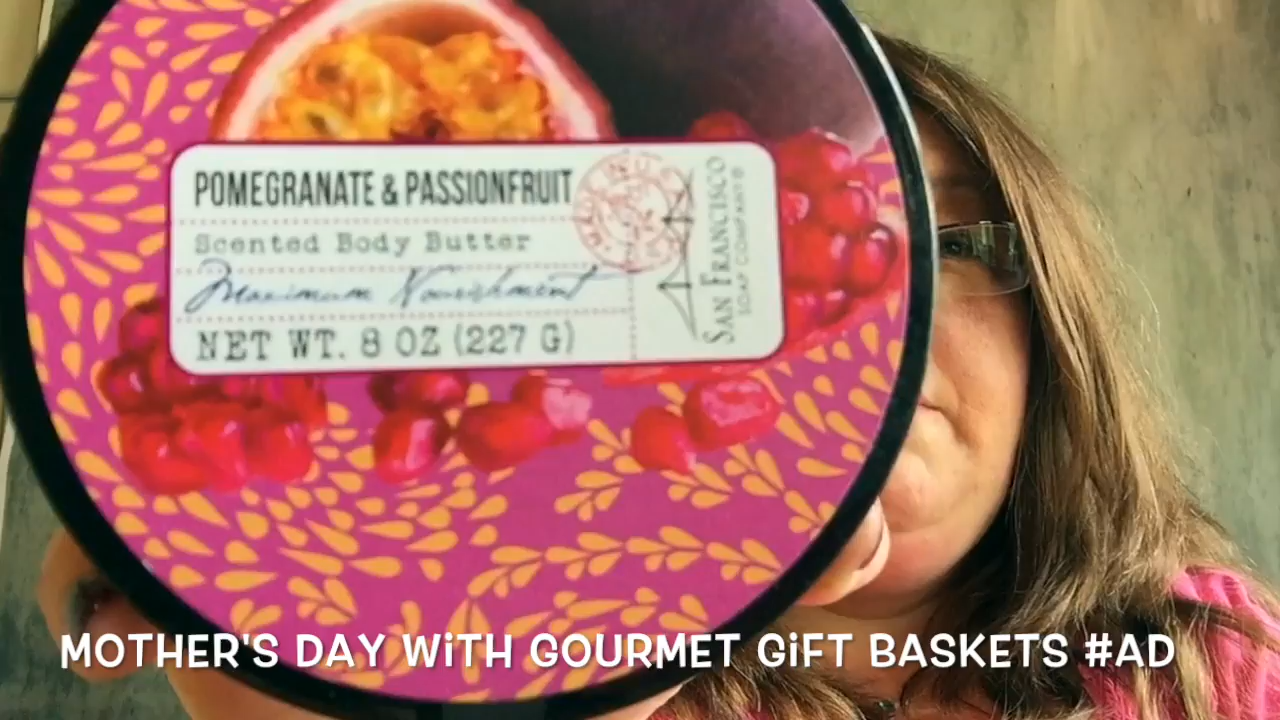 POMEGRANATE & PASSIONFRUIT
Scented Body Butter
Maximum Nourishment
NET WT. 8 OZ (227 G)
SAN FRANCISCO
SOAP COMPANY®
MOTHER'S DAY WiTH GOURMET GiFT BASKETS #AD